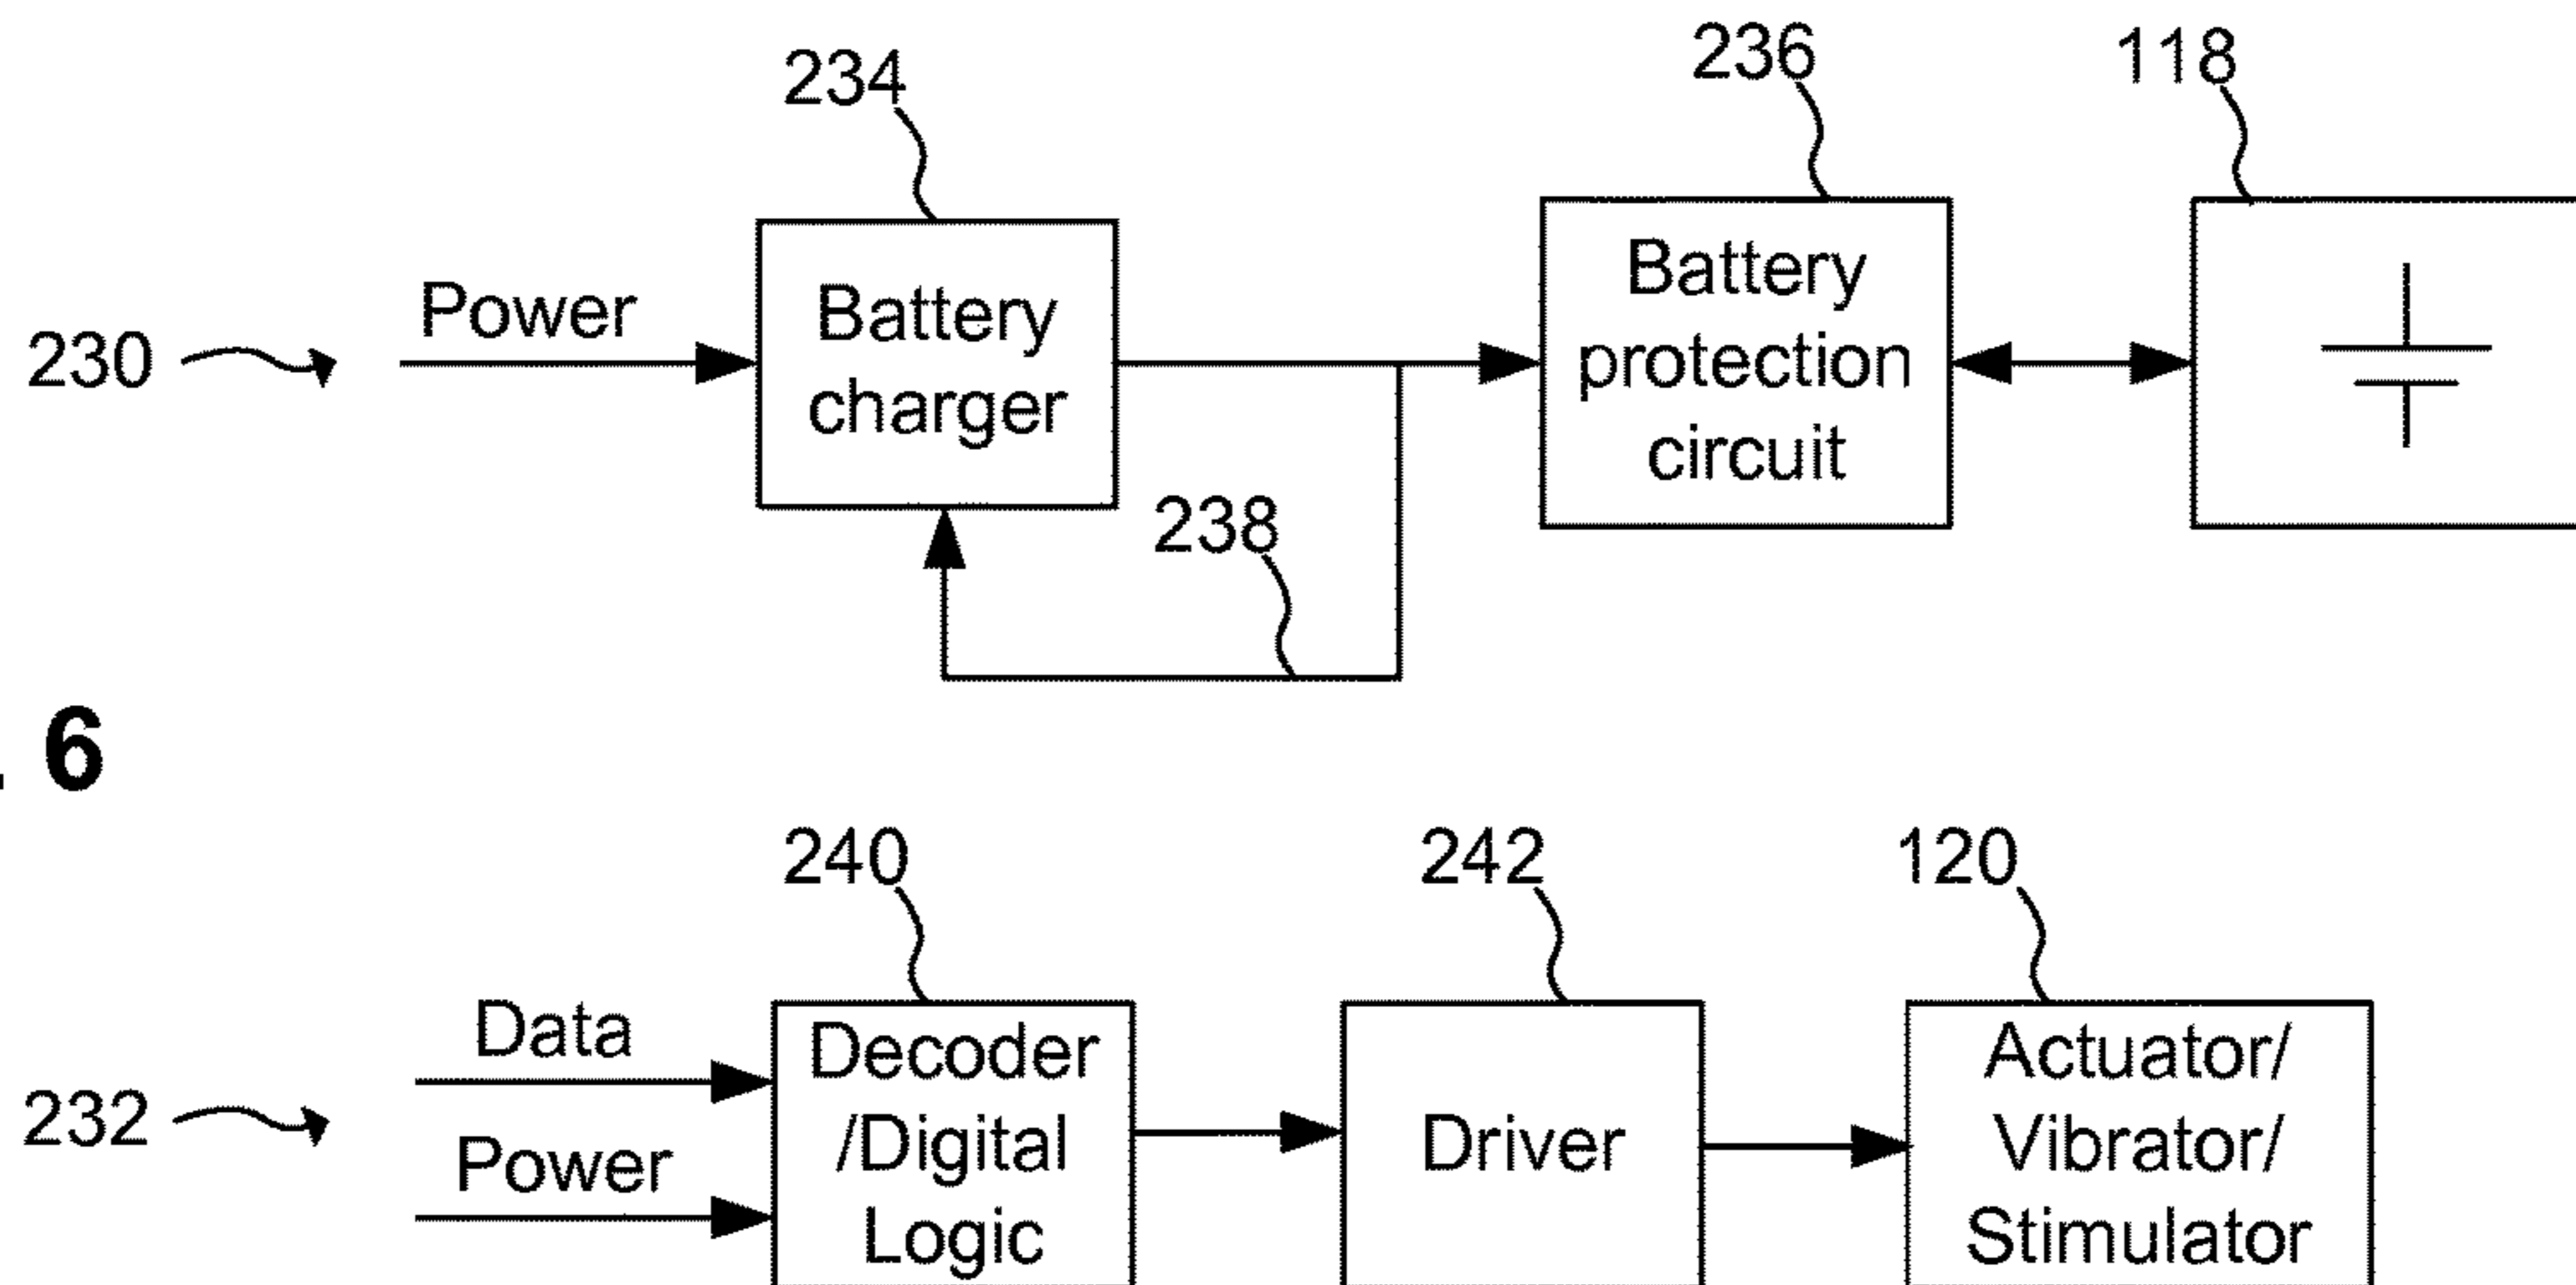 234
236
118
230
Power
Battery
charger
Battery
protection
circuit
238
. 6
240
242
120
232
Data
Power
Decoder
/Digital
Logic
Driver
Actuator/
Vibrator/
Stimulator